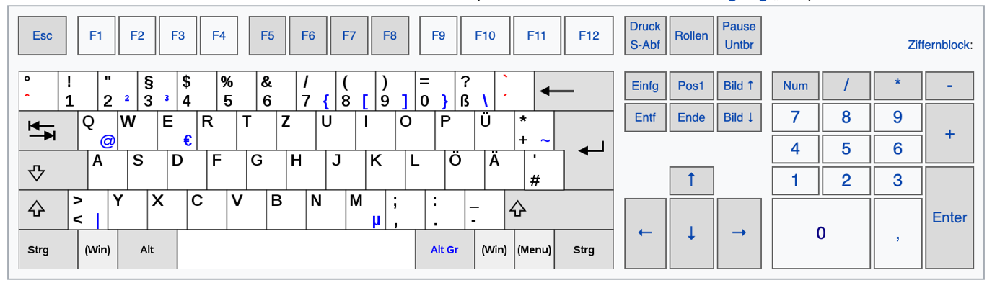 Esc F1 F2 F3 F4 F5 F6 F7 F8 F9 F10 F11 F12 Druck S-Abf Rollen Pause Untbr Ziffernblock:
° ! " § $ % & / ( ) = ? `
^ 1 2 ² 3 ³ 4 5 6 7 { 8 [ 9 ] 0 } ß \ ´ ← Einfg Pos1 Bild ↑ Num / * -
Q W E R T Z U I O P Ü *
@ € + ~ Entf Ende Bild ↓ 7 8 9 +
A S D F G H J K L Ö Ä ' 4 5 6
#
↑ 1 2 3
> Y X C V B N M ; : _
< | µ , . - ← ↓ → 0 , Enter
Strg (Win) Alt Alt Gr (Win) (Menu) Strg